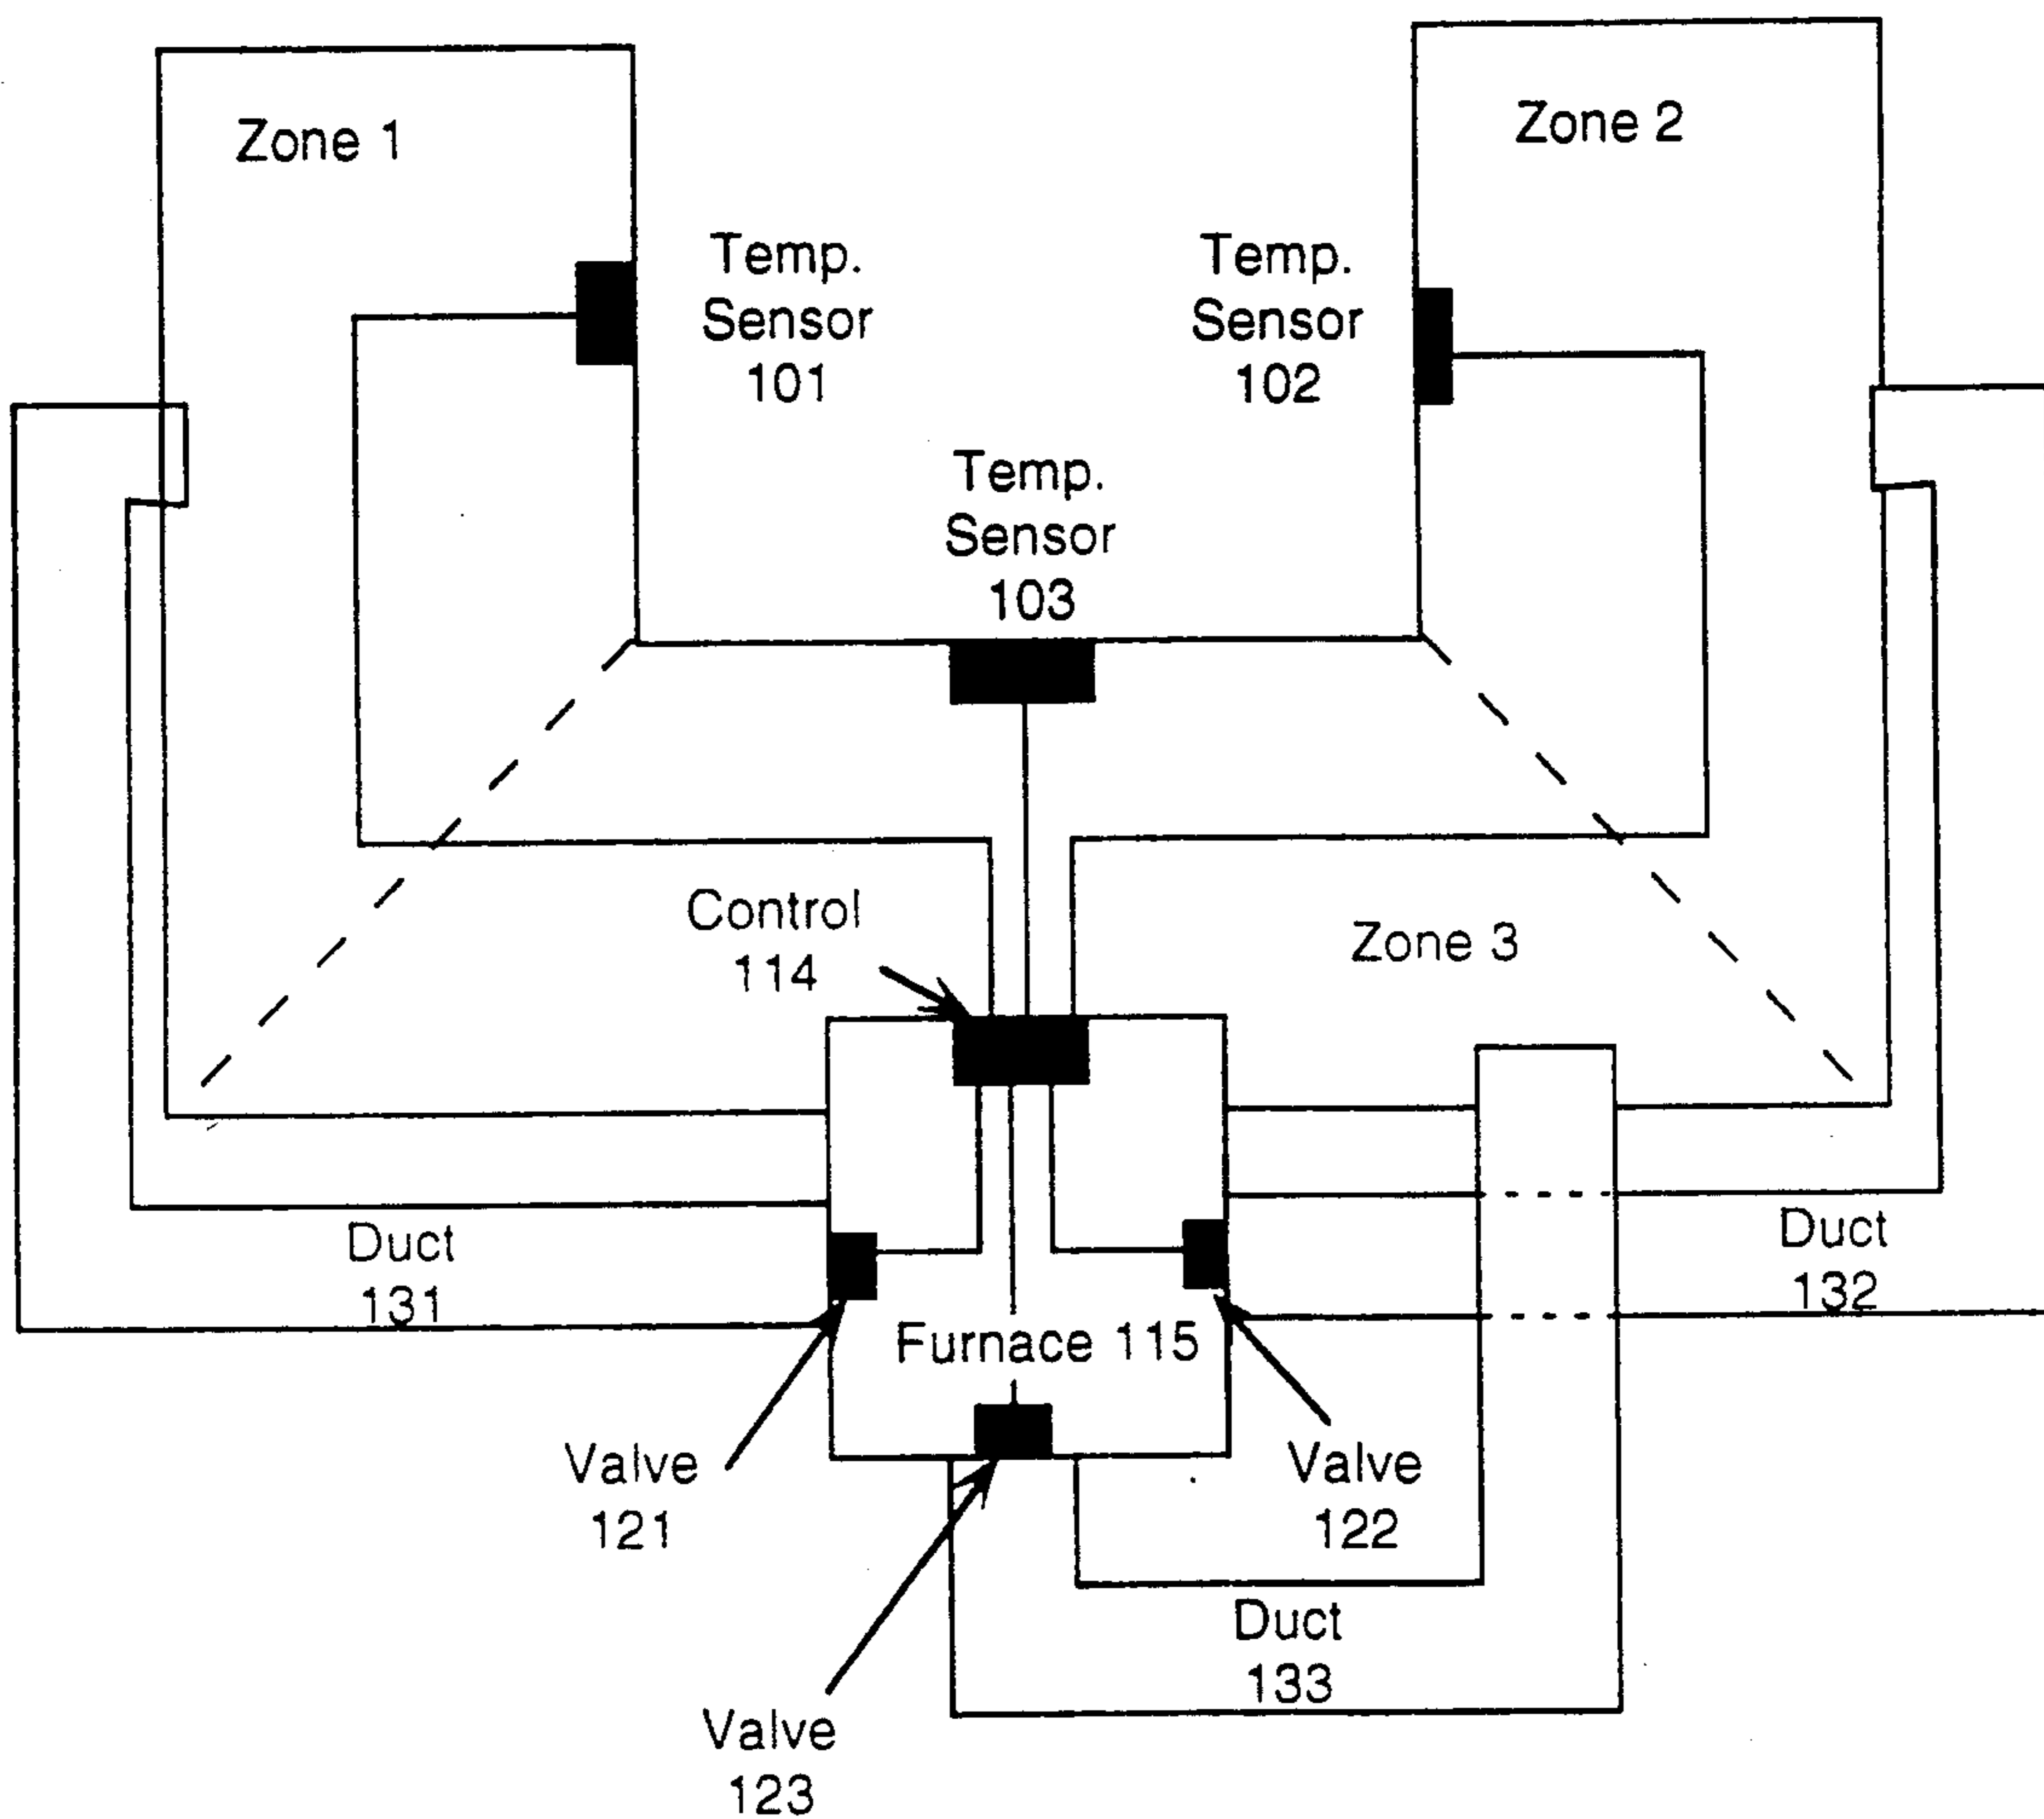 Zone 1
Zone 2
Temp.
Sensor
101
Temp.
Sensor
102
Temp.
Sensor
103
Control
114
Zone 3
Duct
131
Duct
132
Furnace 115
Valve
121
Valve
122
Duct
133
Valve
123